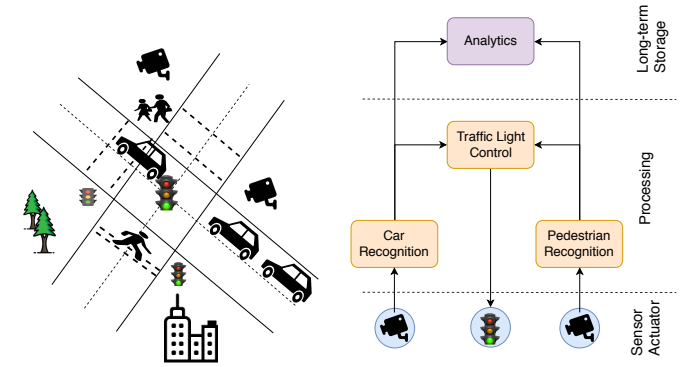 Analytics
Long-term
Storage
Traffic Light
Control
Processing
Car
Recognition
Pedestrian
Recognition
Sensor
Actuator